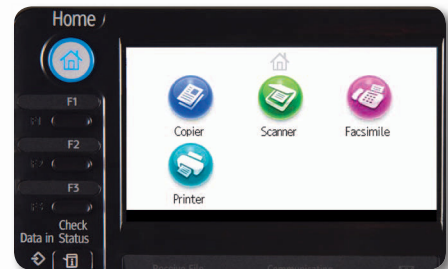 Home
F1
F2
F3
Check
Data in Status
Copier
Scanner
Facsimile
Printer